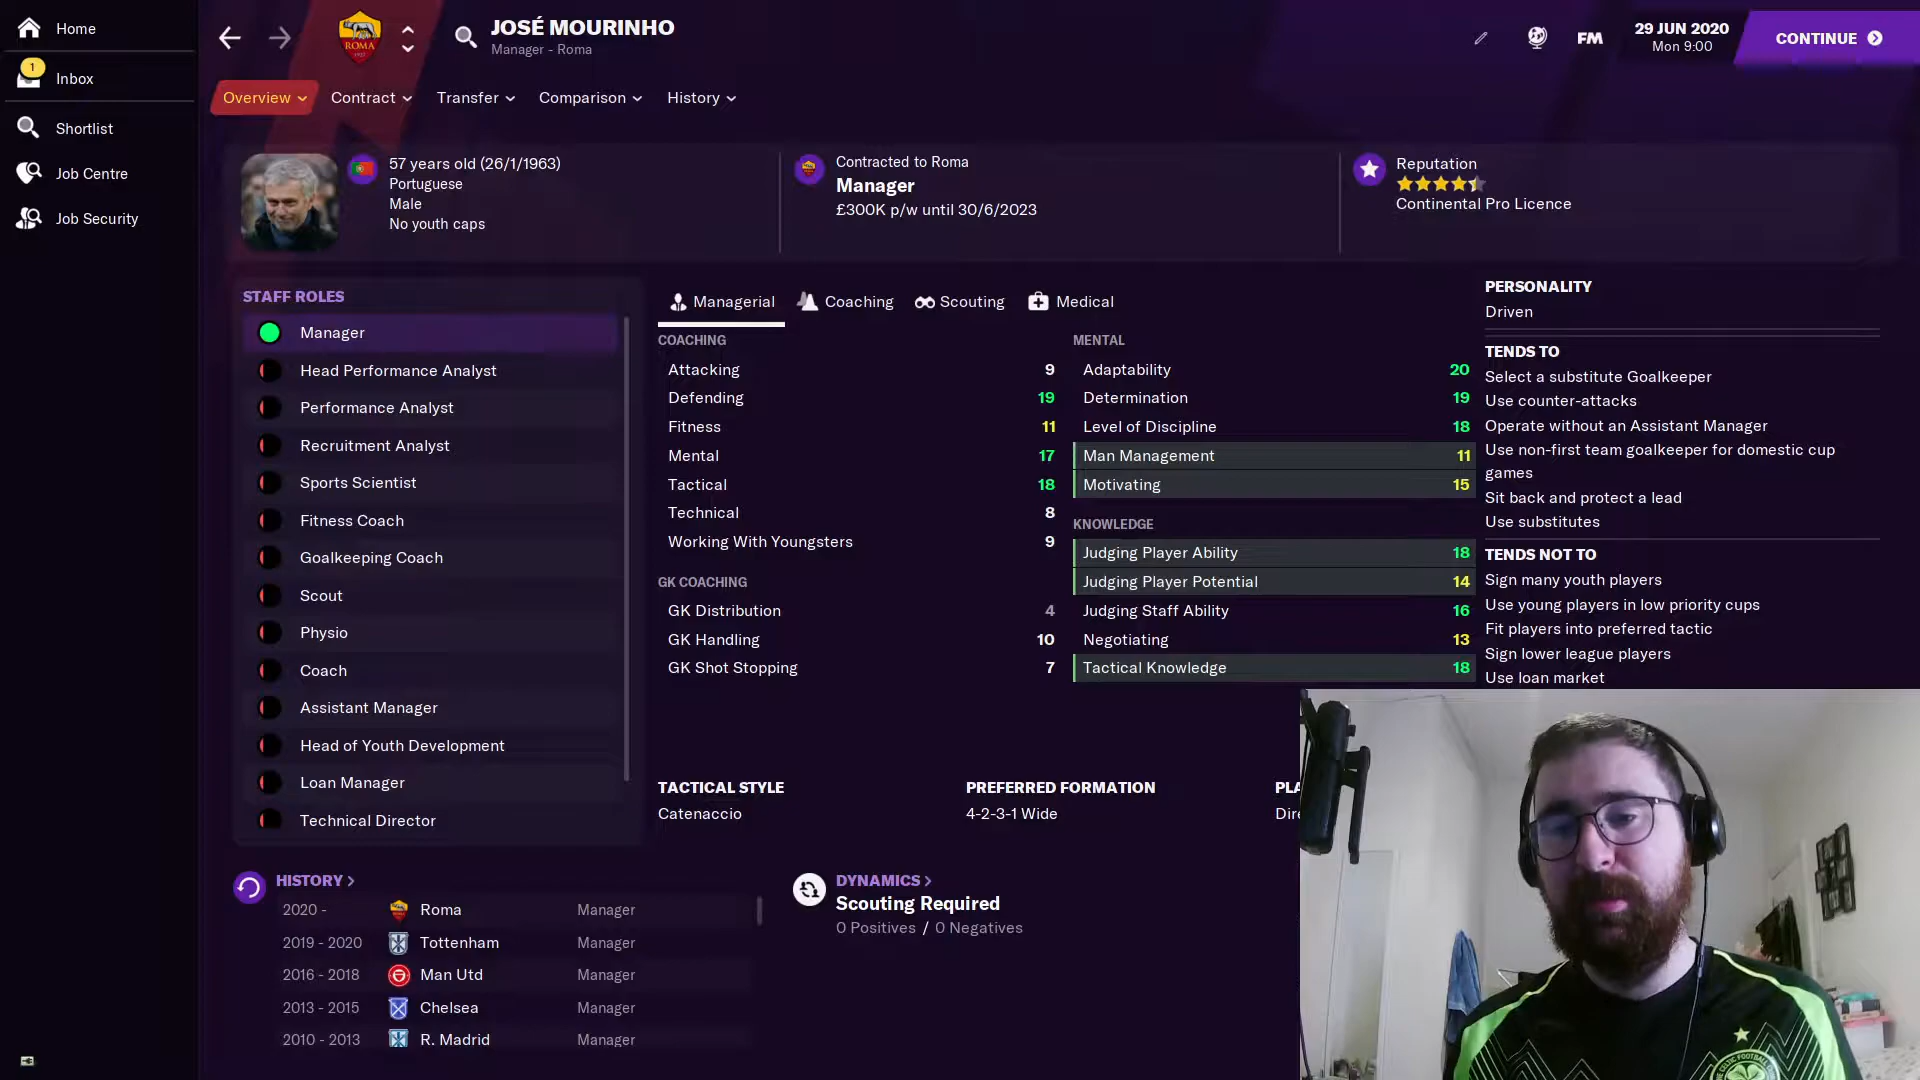 Home
1
Inbox
Shortlist
Job Centre
Job Security
ROMA
1927
JOSÉ MOURINHO
Manager - Roma
FM
29 JUN 2020
Mon 9:00
CONTINUE
Overview
Contract
Transfer
Comparison
History
57 years old (26/1/1963)
Portuguese
Male
No youth caps
Contracted to Roma
Manager
£300K p/w until 30/6/2023
Reputation
Continental Pro Licence
STAFF ROLES
Manager
Head Performance Analyst
Performance Analyst
Recruitment Analyst
Sports Scientist
Fitness Coach
Goalkeeping Coach
Scout
Physio
Coach
Assistant Manager
Head of Youth Development
Loan Manager
Technical Director
Managerial
Coaching
Scouting
Medical
COACHING
Attacking 9
Defending 19
Fitness 11
Mental 17
Tactical 18
Technical 8
Working With Youngsters 9
GK COACHING
GK Distribution 4
GK Handling 10
GK Shot Stopping 7
MENTAL
Adaptability 20
Determination 19
Level of Discipline 18
Man Management 11
Motivating 15
KNOWLEDGE
Judging Player Ability 18
Judging Player Potential 14
Judging Staff Ability 16
Negotiating 13
Tactical Knowledge 18
PERSONALITY
Driven
TENDS TO
Select a substitute Goalkeeper
Use counter-attacks
Operate without an Assistant Manager
Use non-first team goalkeeper for domestic cup
games
Sit back and protect a lead
Use substitutes
TENDS NOT TO
Sign many youth players
Use young players in low priority cups
Fit players into preferred tactic
Sign lower league players
Use loan market
TACTICAL STYLE
Catenaccio
PREFERRED FORMATION
4-2-3-1 Wide
PLA
Dire
HISTORY
2020 - Roma Manager
2019 - 2020 Tottenham Manager
2016 - 2018 Man Utd Manager
2013 - 2015 Chelsea Manager
2010 - 2013 R. Madrid Manager
DYNAMICS
Scouting Required
0 Positives / 0 Negatives